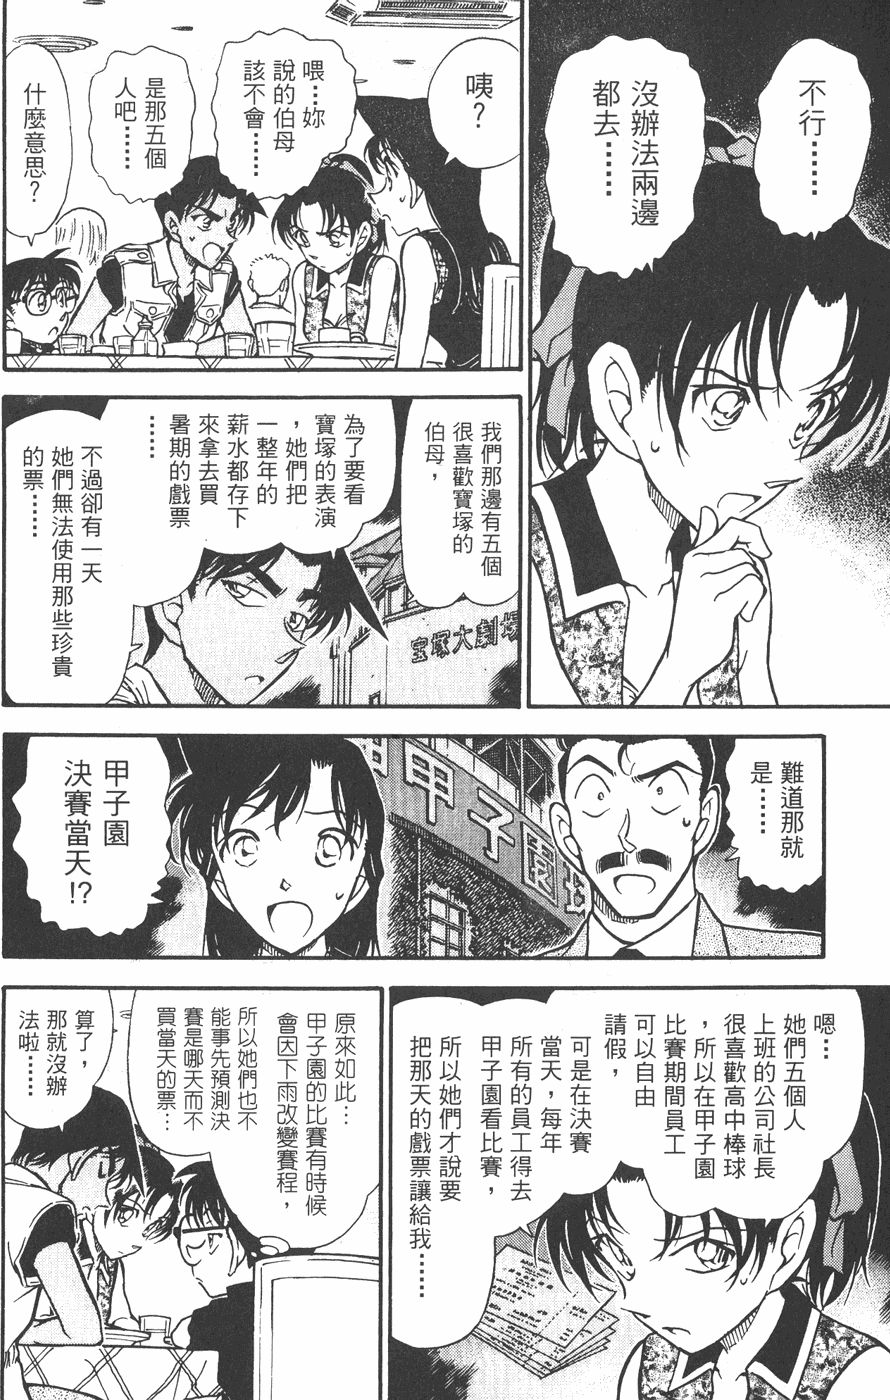 不行⋯⋯
沒辦法兩邊
都去⋯⋯
咦?
喂⋯⋯妳
說的伯母
該不會⋯⋯
是那五個
人吧⋯⋯
什麼意思?
我們那邊有五個
很喜歡寶塚的
伯母,
為了要看
寶塚的表演
,她們把
一整年的
薪水都存下
來拿去買
暑期的戲票
⋯⋯
宝塚大劇場
不過卻有一天
她們無法使用那些珍貴
的票⋯⋯
難道那就
是⋯⋯
甲子園
甲子園
決賽當天!?
嗯⋯
她們五個人
上班的公司社長
很喜歡高中棒球
,所以在甲子園
比賽期間員工
可以自由
請假,
可是在決賽
當天,每年
所有的員工得去
甲子園看比賽,
所以她們才說要
把那天的戲票讓給我⋯⋯
原來如此⋯
甲子園的比賽有時候
會因下雨改變賽程,
所以她們也不
能事先預測決
賽是哪天而不
買當天的票⋯
算了,
那就沒辦
法啦⋯⋯